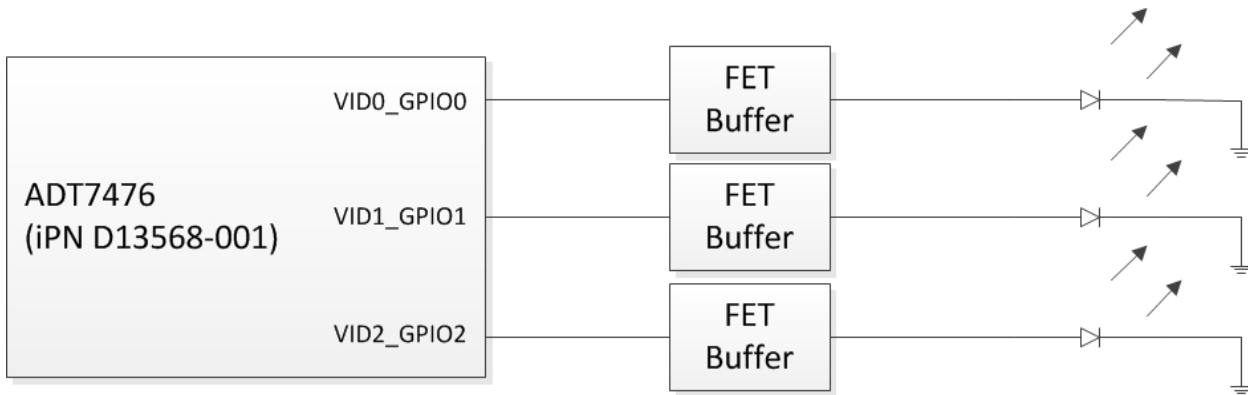 VID0_GPIO0
FET
Buffer
ADT7476
(iPN D13568-001)
VID1_GPIO1
FET
Buffer
VID2_GPIO2
FET
Buffer